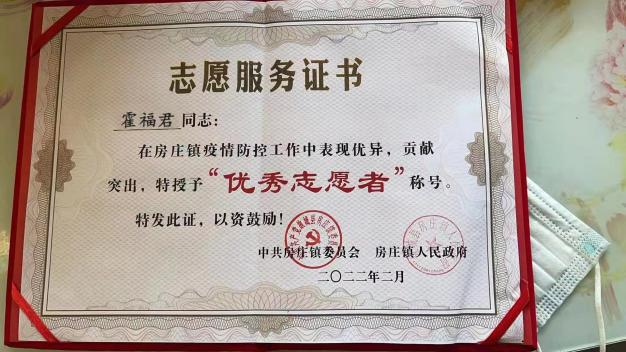 志愿服务证书
霍福君同志：
在房庄镇疫情防控工作中表现优异，贡献
突出，特授予“优秀志愿者”称号。
特发此证，以资鼓励！
中共房庄镇委员会 房庄镇人民政府
二〇二二年二月